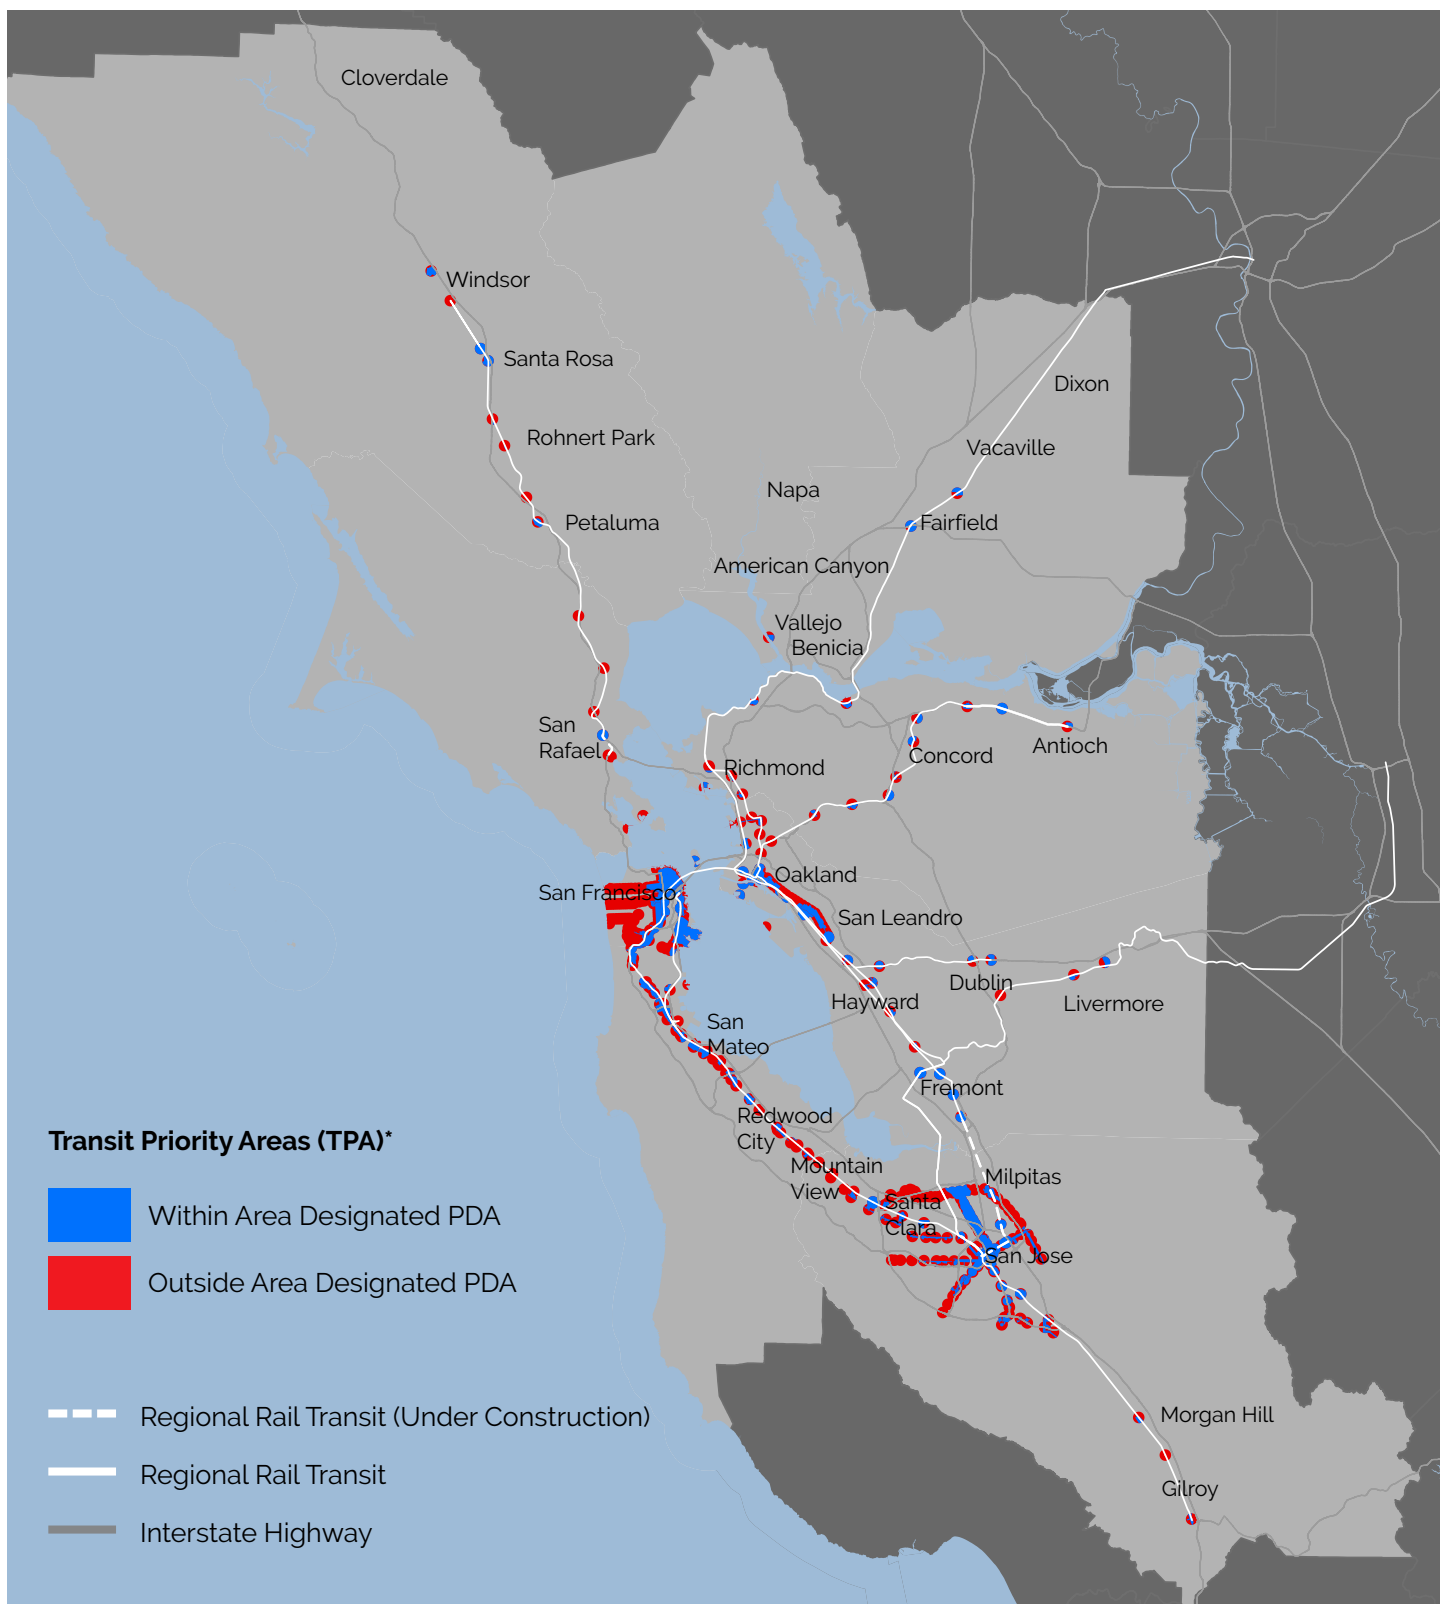 Cloverdale
Windsor
Santa Rosa
Dixon
Rohnert Park
Vacaville
Napa
Petaluma
Fairfield
American Canyon
Vallejo
Benicia
San
Rafael
Concord
Antioch
Richmond
Oakland
San Francisco
San Leandro
Dublin
Hayward
Livermore
San
Mateo
Fremont
Redwood
City
Mountain
View
Milpitas
Santa
Clara
San Jose
Morgan Hill
Gilroy
Transit Priority Areas (TPA)*
Within Area Designated PDA
Outside Area Designated PDA
Regional Rail Transit (Under Construction)
Regional Rail Transit
Interstate Highway